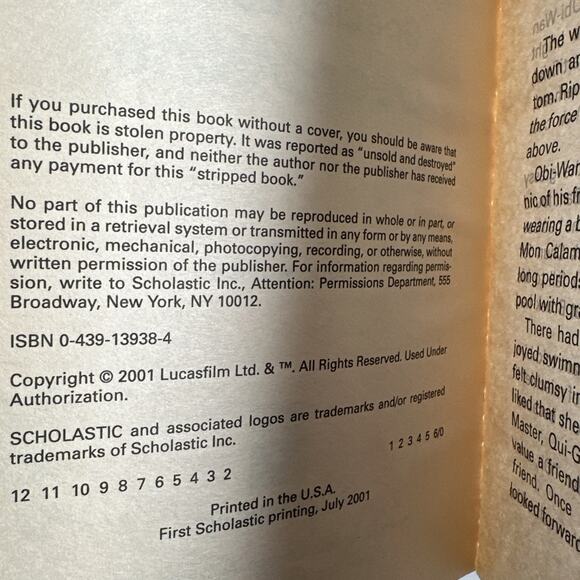 If you purchased this book without a cover, you should be aware that
this book is stolen property. It was reported as "unsold and destroyed"
to the publisher, and neither the author nor the publisher has received
any payment for this "stripped book."
No part of this publication may be reproduced in whole or in part, or
stored in a retrieval system or transmitted in any form or by any means,
electronic, mechanical, photocopying, recording, or otherwise, without
written permission of the publisher. For information regarding permis-
sion, write to Scholastic Inc., Attention: Permissions Department, 555
Broadway, New York, NY 10012.
ISBN 0-439-13938-4
Copyright © 2001 Lucasfilm Ltd. & ™. All Rights Reserved. Used Under
Authorization.
SCHOLASTIC and associated logos are trademarks and/or registered
trademarks of Scholastic Inc.
12 11 10 9 8 7 6 5 4 3 2
1 2 3 4 5 6/0
Printed in the U.S.A.
First Scholastic printing, July 2001
The w
down ar
tom. Rip
the force
above.
Obi-Wan
nic of his fr
wearing a
Mon Calam
long period
pool with gr
There had
joyed swimm
felt clumsy in
liked that she
Master, Qui-G
value a friend
friend. Once
looked forward